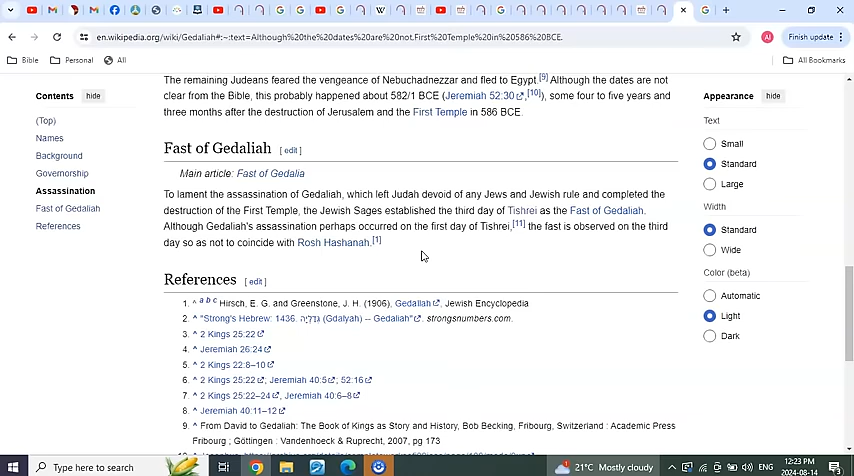 Finish update
en.wikipedia.org/wiki/Gedaliah#:~:text=Although%20the%20dates%20are%20not,First%20Temple%20in%20586%20BCE.
Bible
Personal
All
All Bookmarks
Contents
hide
(Top)
Names
Background
Governorship
Assassination
Fast of Gedaliah
References
The remaining Judeans feared the vengeance of Nebuchadnezzar and fled to Egypt.[9] Although the dates are not
clear from the Bible, this probably happened about 582/1 BCE (Jeremiah 52:30,[10]), some four to five years and
three months after the destruction of Jerusalem and the First Temple in 586 BCE.
Fast of Gedaliah [ edit ]
Main article: Fast of Gedalia
To lament the assassination of Gedaliah, which left Judah devoid of any Jews and Jewish rule and completed the
destruction of the First Temple, the Jewish Sages established the third day of Tishrei as the Fast of Gedaliah.
Although Gedaliah's assassination perhaps occurred on the first day of Tishrei,[11] the fast is observed on the third
day so as not to coincide with Rosh Hashanah.[1]
References [ edit ]
1. ^ a b c Hirsch, E. G. and Greenstone, J. H. (1906), Gedallah, Jewish Encyclopedia
2. ^ "Strong's Hebrew: 1436. גְּדַלְיָה (Gdalyah) -- Gedaliah". strongsnumbers.com.
3. ^ 2 Kings 25:22
4. ^ Jeremiah 26:24
5. ^ 2 Kings 22:8–10
6. ^ 2 Kings 25:22; Jeremiah 40:5; 52:16
7. ^ 2 Kings 25:22–24, Jeremiah 40:6–8
8. ^ Jeremiah 40:11–12
9. ^ From David to Gedaliah: The Book of Kings as Story and History, Bob Becking, Fribourg, Switzerland : Academic Press
Fribourg ; Göttingen : Vandenhoeck & Ruprecht, 2007, pg 173
Appearance
hide
Text
Small
Standard
Large
Width
Standard
Wide
Color (beta)
Automatic
Light
Dark
Type here to search
21°C Mostly cloudy
ENG
12:23 PM
2024-08-14